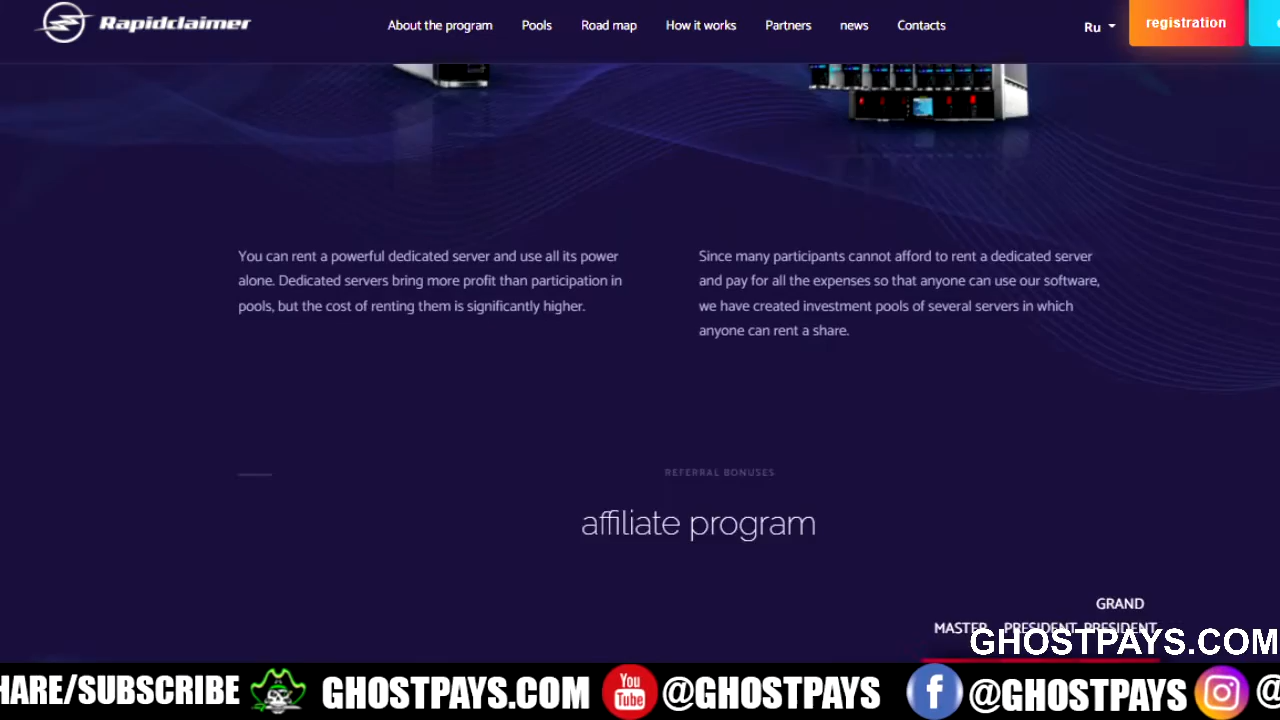 Rapidclaimer
About the program Pools Road map How it works Partners news Contacts Ru registration
You can rent a powerful dedicated server and use all its power
alone. Dedicated servers bring more profit than participation in
pools, but the cost of renting them is significantly higher.
Since many participants cannot afford to rent a dedicated server
and pay for all the expenses so that anyone can use our software,
we have created investment pools of several servers in which
anyone can rent a share.
REFERRAL BONUSES
affiliate program
GRAND
MASTER PRESIDENT PRESIDENT
GHOSTPAYS.COM
HARE/SUBSCRIBE GHOSTPAYS.COM You Tube @GHOSTPAYS @GHOSTPAYS @